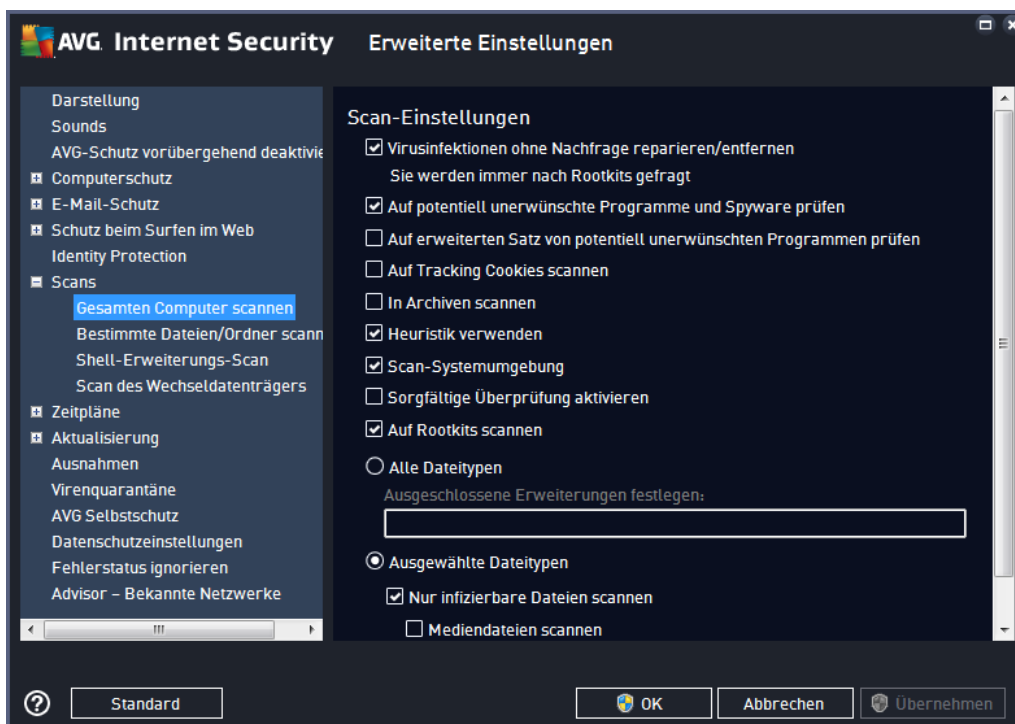 AVG. Internet Security
Erweiterte Einstellungen
Darstellung
Sounds
AVG-Schutz vorübergehend deaktivie
Computerschutz
E-Mail-Schutz
Schutz beim Surfen im Web
Identity Protection
Scans
Gesamten Computer scannen
Bestimmte Dateien/Ordner scann
Shell-Erweiterungs-Scan
Scan des Wechseldatenträgers
Zeitpläne
Aktualisierung
Ausnahmen
Virenquarantäne
AVG Selbstschutz
Datenschutzeinstellungen
Fehlerstatus ignorieren
Advisor – Bekannte Netzwerke
Scan-Einstellungen
Virusinfektionen ohne Nachfrage reparieren/entfernen
Sie werden immer nach Rootkits gefragt
Auf potentiell unerwünschte Programme und Spyware prüfen
Auf erweiterten Satz von potentiell unerwünschten Programmen prüfen
Auf Tracking Cookies scannen
In Archiven scannen
Heuristik verwenden
Scan-Systemumgebung
Sorgfältige Überprüfung aktivieren
Auf Rootkits scannen
Alle Dateitypen
Ausgeschlossene Erweiterungen festlegen:
Ausgewählte Dateitypen
Nur infizierbare Dateien scannen
Mediendateien scannen
Standard
OK
Abbrechen
Übernehmen